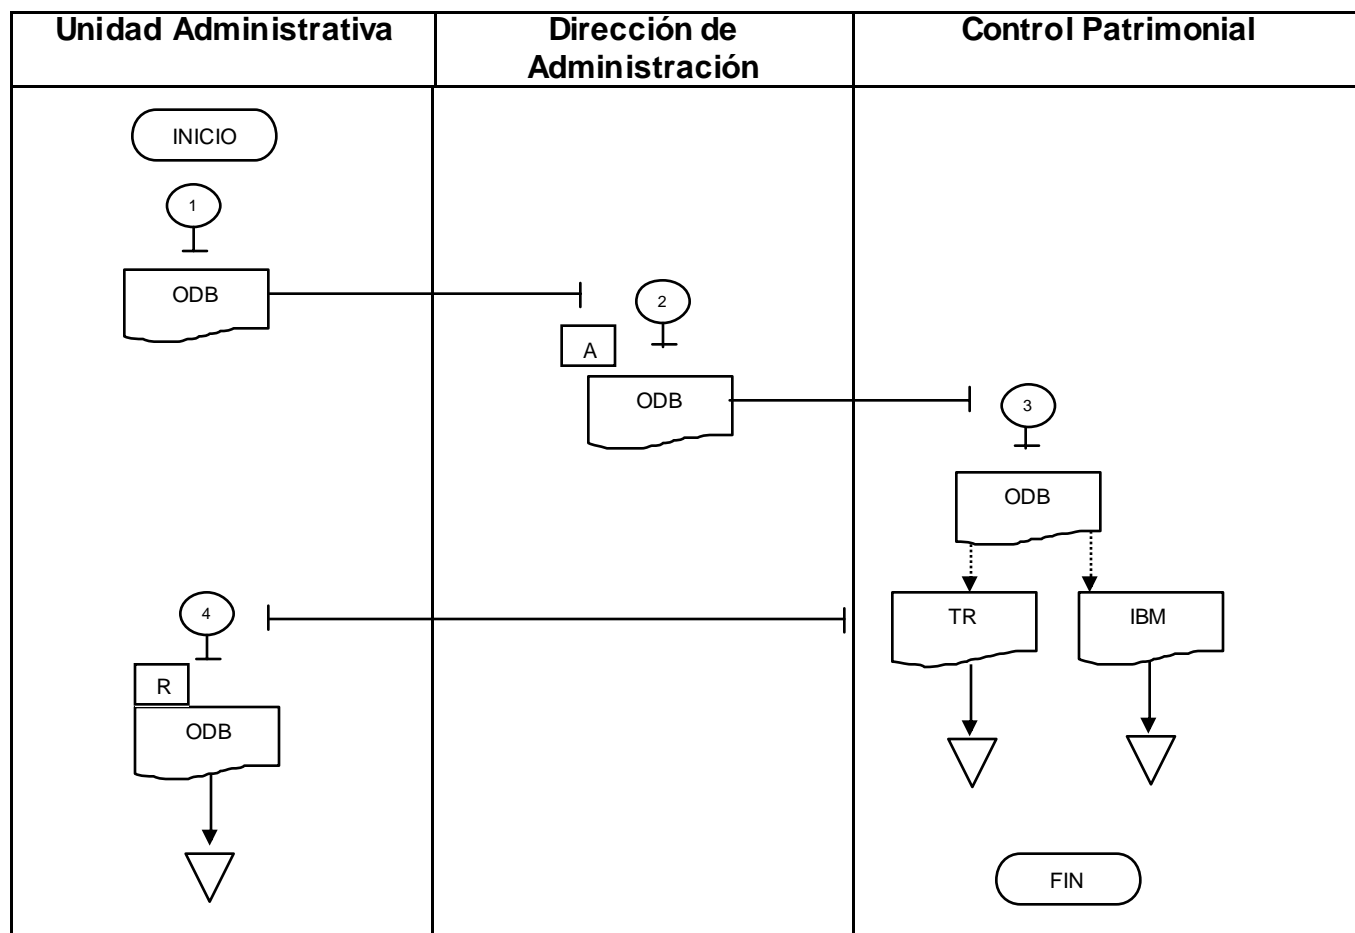 Unidad Administrativa
Dirección de
Administración
Control Patrimonial
INICIO
1
ODB
2
A
ODB
3
ODB
TR
IBM
4
R
ODB
FIN